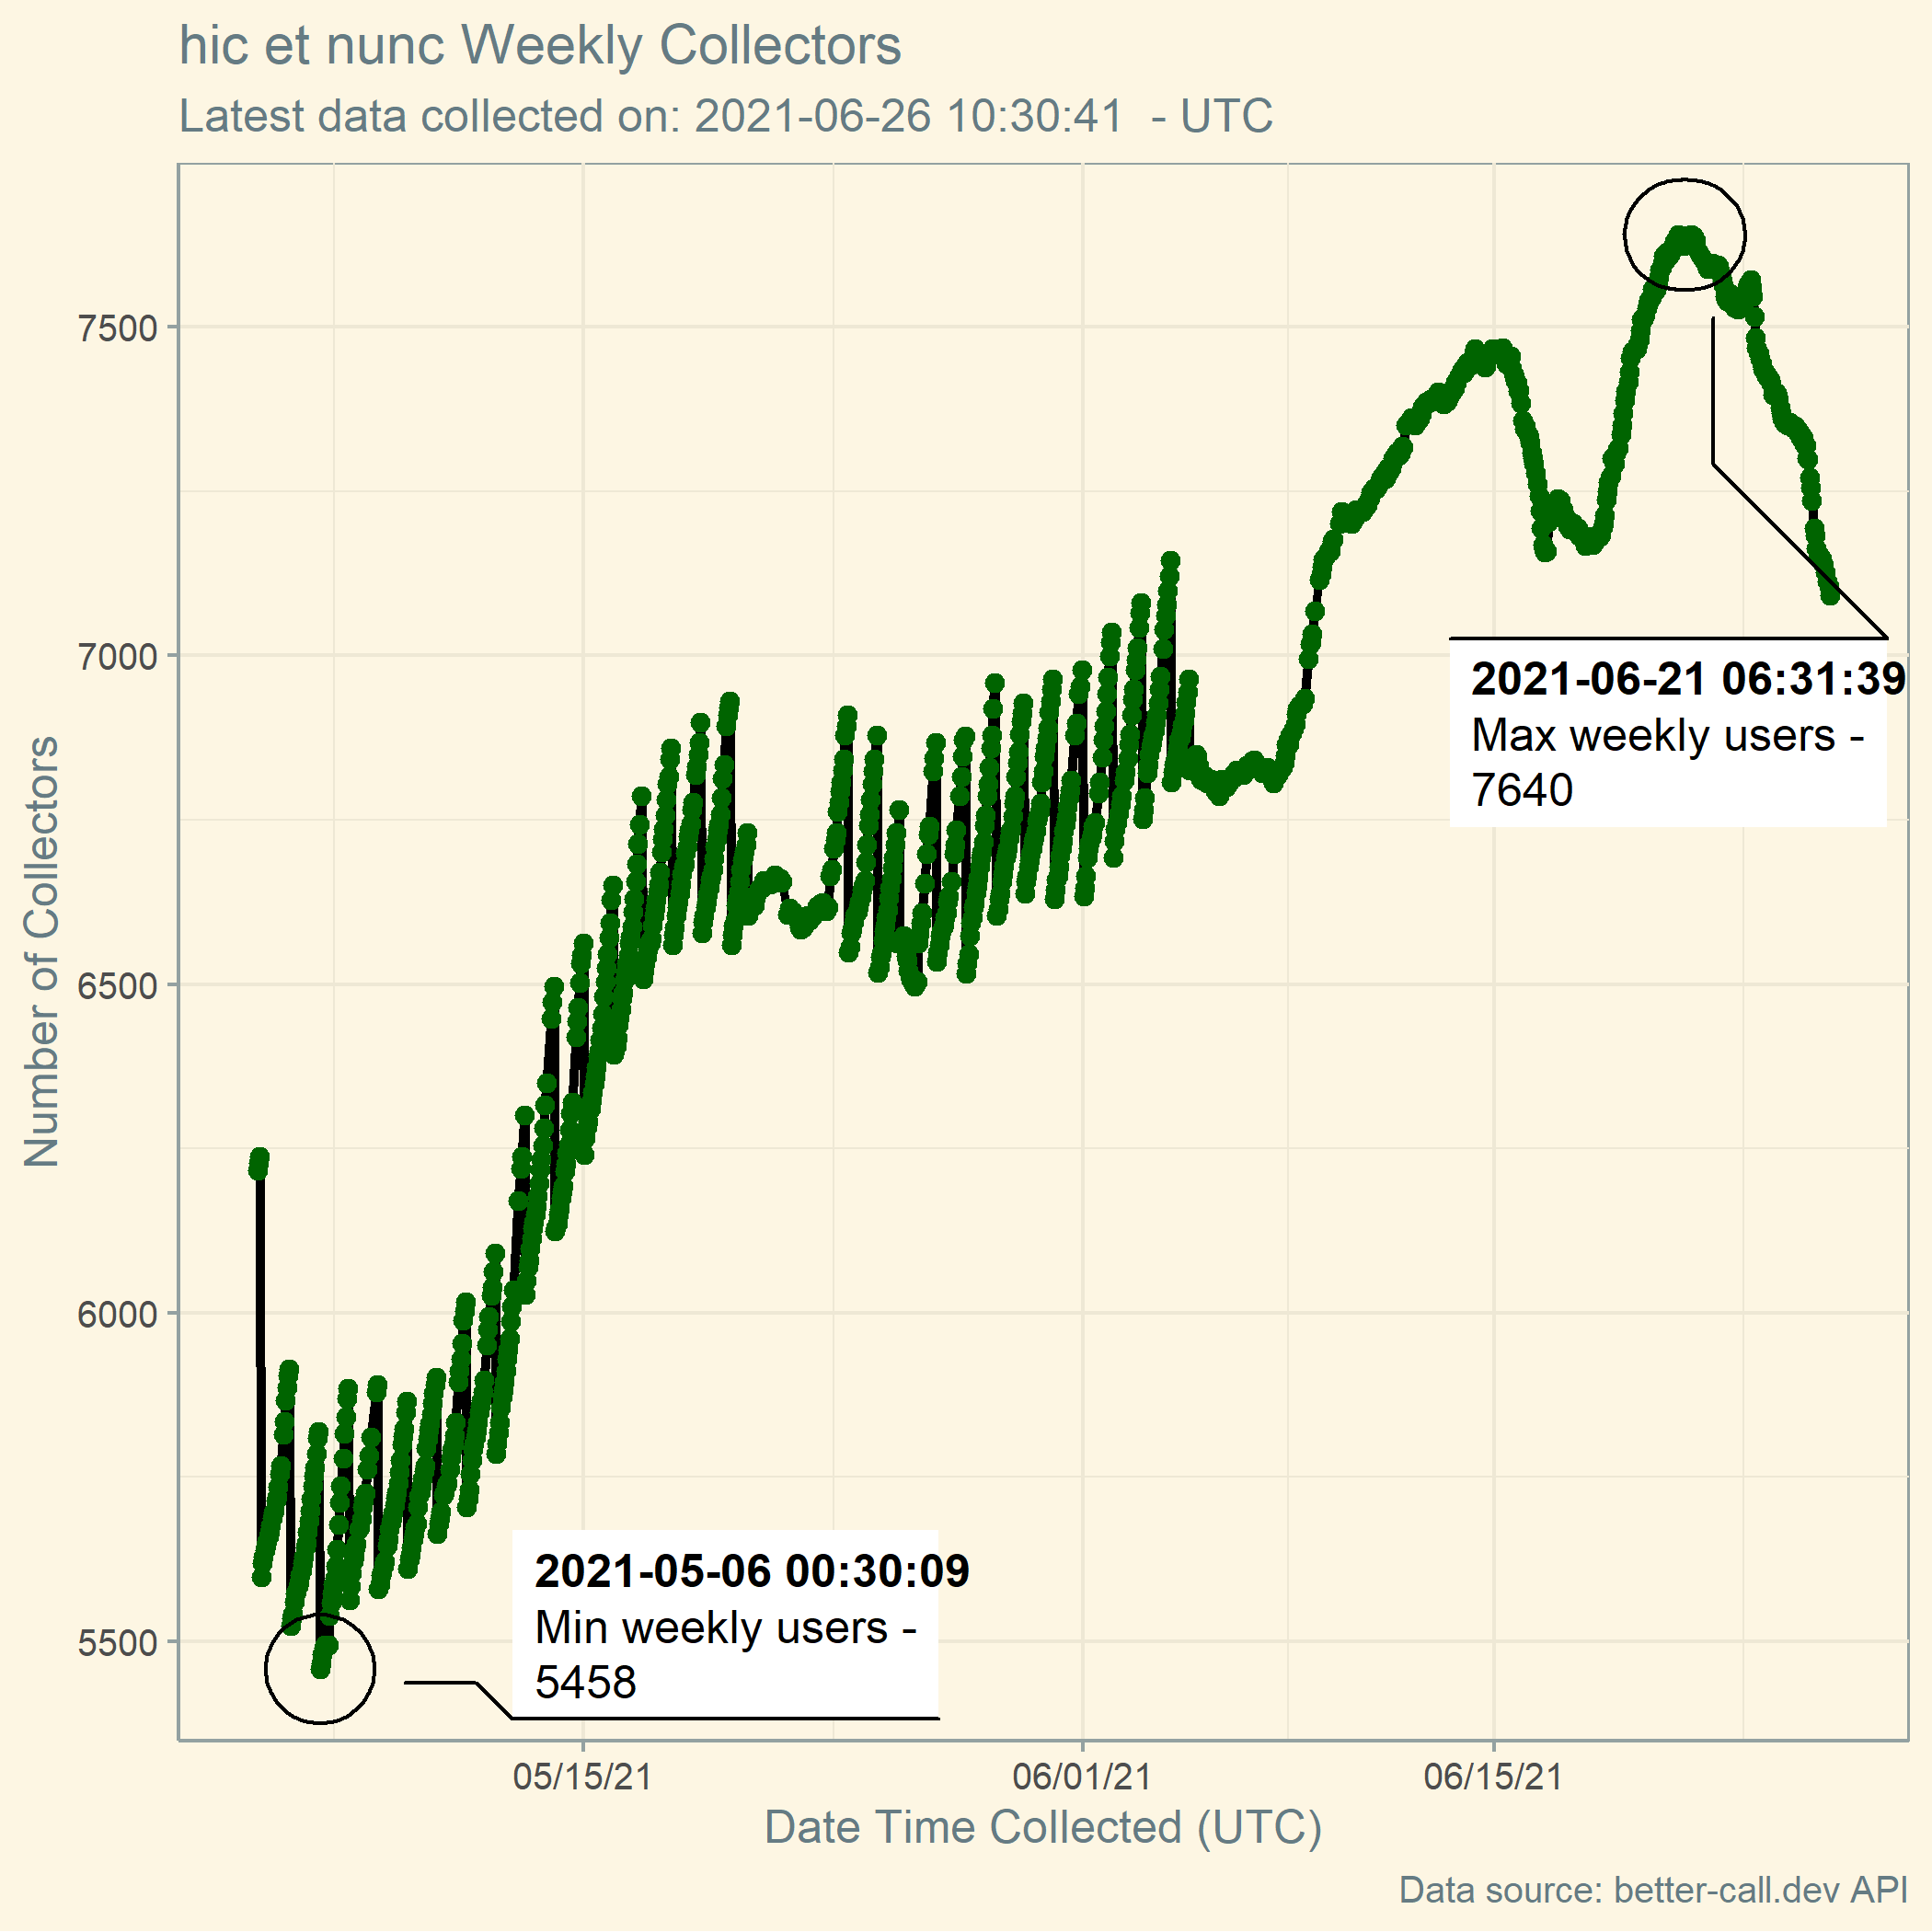 hic et nunc Weekly Collectors
Latest data collected on: 2021-06-26 10:30:41  - UTC
Number of Collectors
7500
7000
6500
6000
5500
2021-06-21 06:31:39
Max weekly users -
7640
2021-05-06 00:30:09
Min weekly users -
5458
05/15/21
06/01/21
06/15/21
Date Time Collected (UTC)
Data source: better-call.dev API